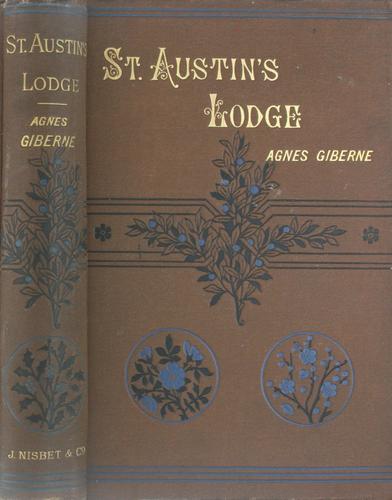 St. Austin's
Lodge
Agnes
Giberne
J. Nisbet & Co.
St. Austin's
Lodge
Agnes Giberne